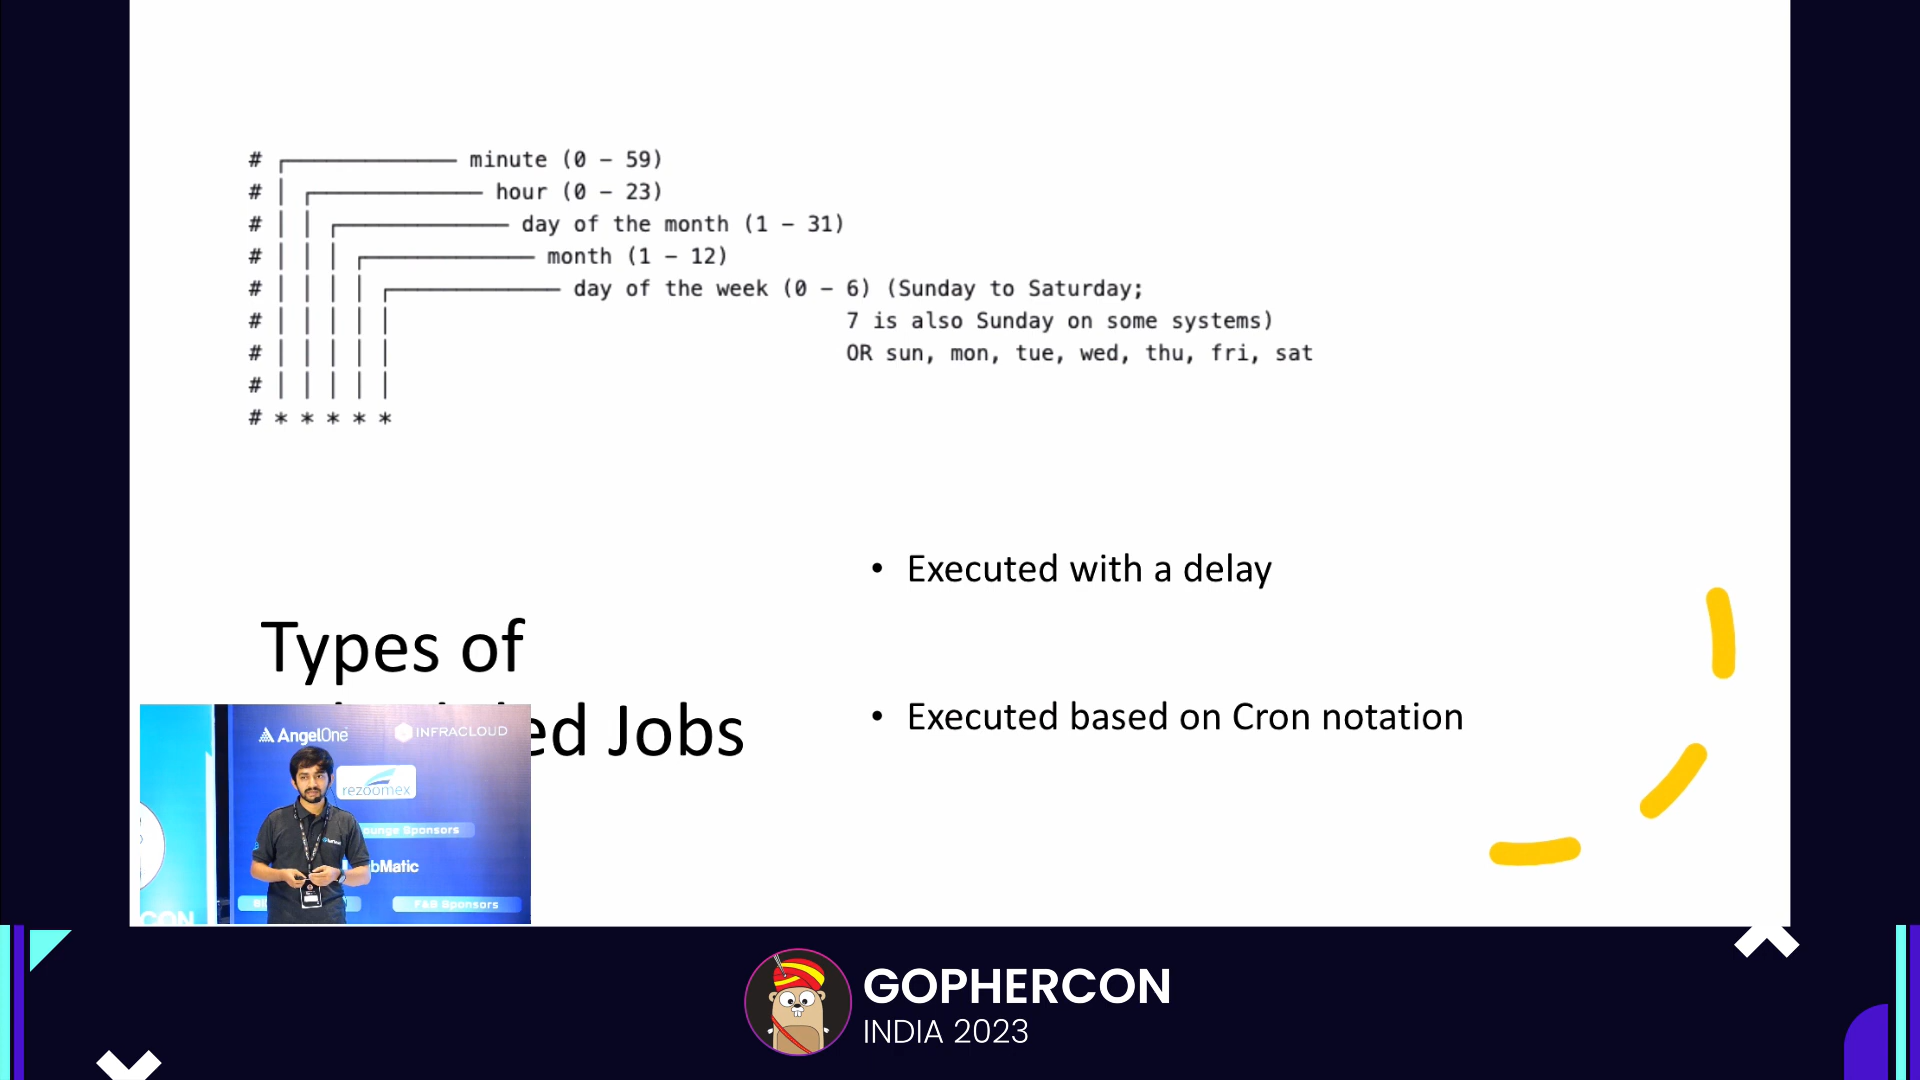 # ┌───────────── minute (0 – 59)
# │ ┌───────────── hour (0 – 23)
# │ │ ┌───────────── day of the month (1 – 31)
# │ │ │ ┌───────────── month (1 – 12)
# │ │ │ │ ┌───────────── day of the week (0 – 6) (Sunday to Saturday;
# │ │ │ │ │ 7 is also Sunday on some systems)
# │ │ │ │ │ OR sun, mon, tue, wed, thu, fri, sat
# │ │ │ │ │
# * * * * *
Types of
Jobs
• Executed with a delay
• Executed based on Cron notation
AngelOne
INFRACLOUD
rezoomex
Sponsors
bMatic
F&B Sponsors
CON
GOPHERCON
INDIA 2023